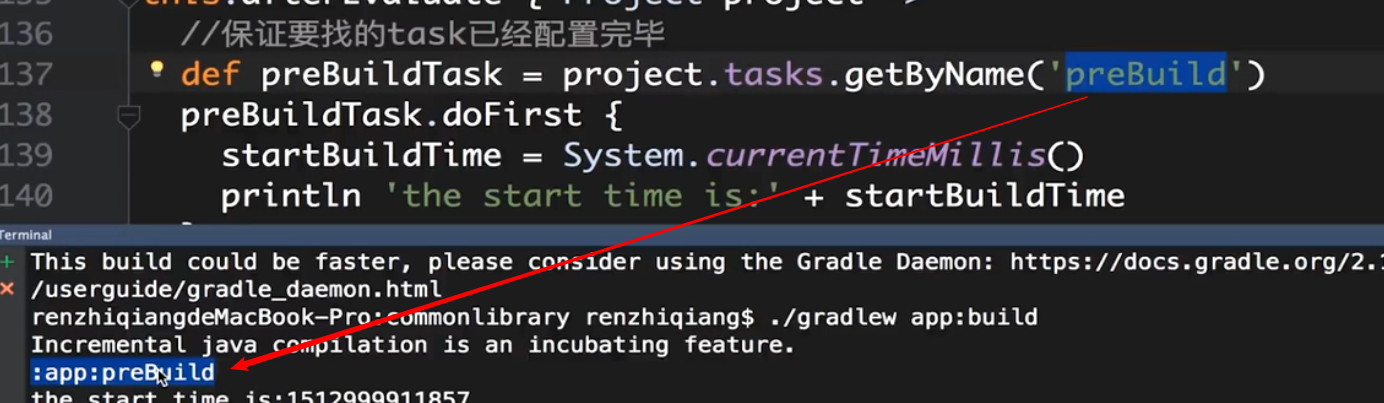 this.afterEvaluate { Project project ->
136 //保证要找的task已经配置完毕
137 def preBuildTask = project.tasks.getByName('preBuild')
138 preBuildTask.doFirst {
139 startBuildTime = System.currentTimeMillis()
140 println 'the start time is:' + startBuildTime
Terminal
This build could be faster, please consider using the Gradle Daemon: https://docs.gradle.org/2.1
/userguide/gradle_daemon.html
renzhiqiangdeMacBook-Pro:commonlibrary renzhiqiang$ ./gradlew app:build
Incremental java compilation is an incubating feature.
:app:preBuild
the start time is:1512999911857